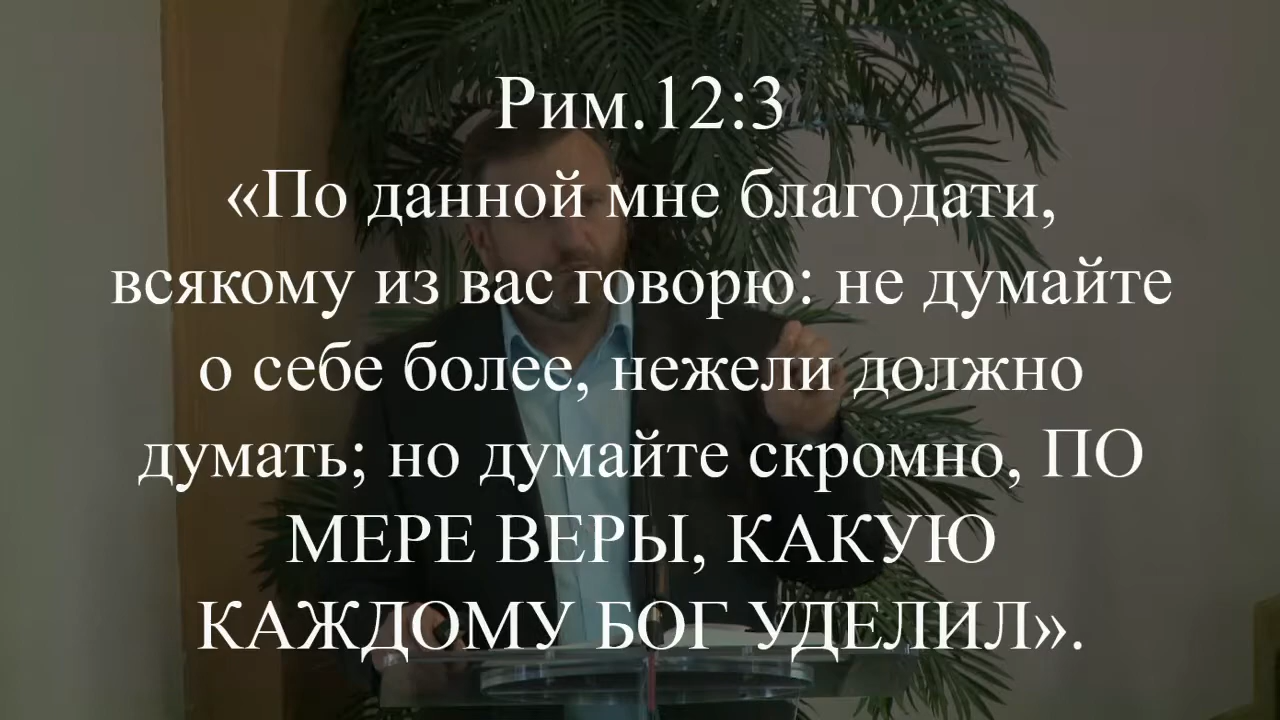 Рим.12:3
«По данной мне благодати,
всякому из вас говорю: не думайте
о себе более, нежели должно
думать; но думайте скромно, ПО
МЕРЕ ВЕРЫ, КАКУЮ
КАЖДОМУ БОГ УДЕЛИЛ».